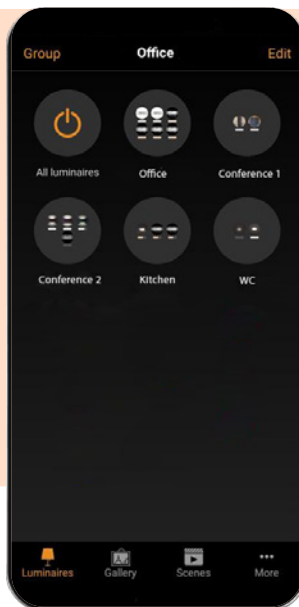 Group Office Edit
All luminaires Office Conference 1
Conference 2 Kitchen WC
Luminaires Gallery Scenes More